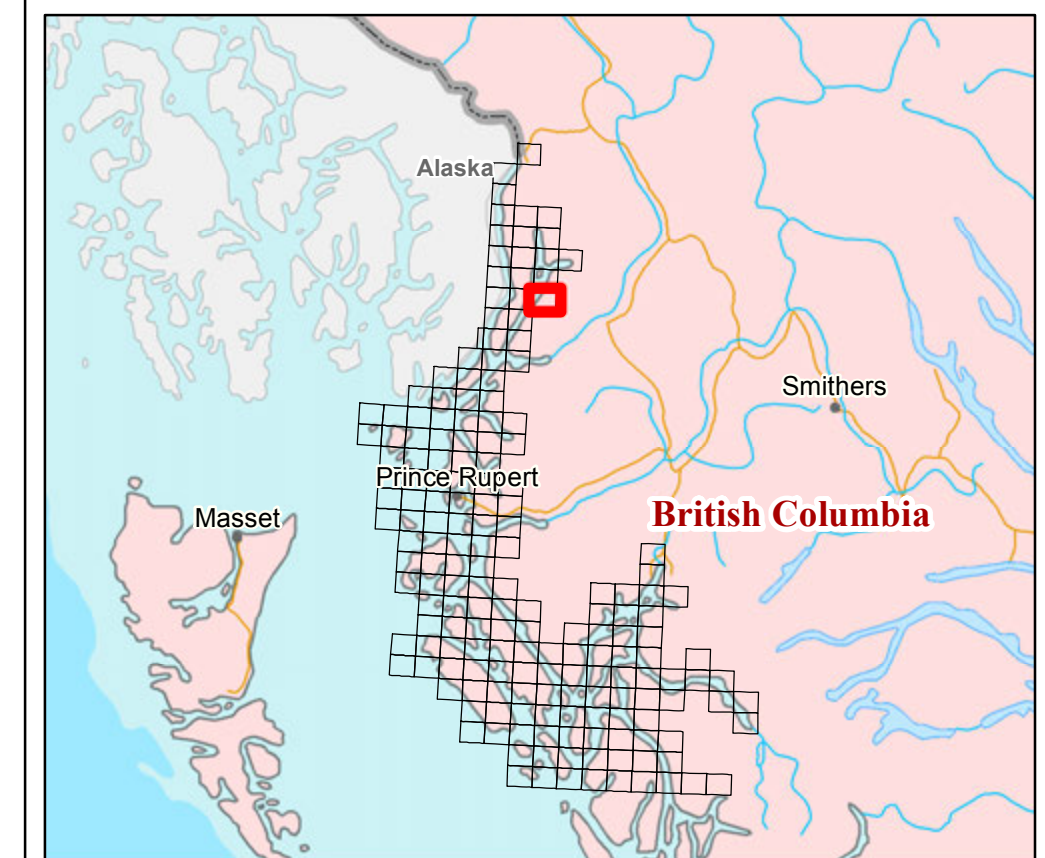 Alaska
Smithers
Prince Rupert
British Columbia
Masset